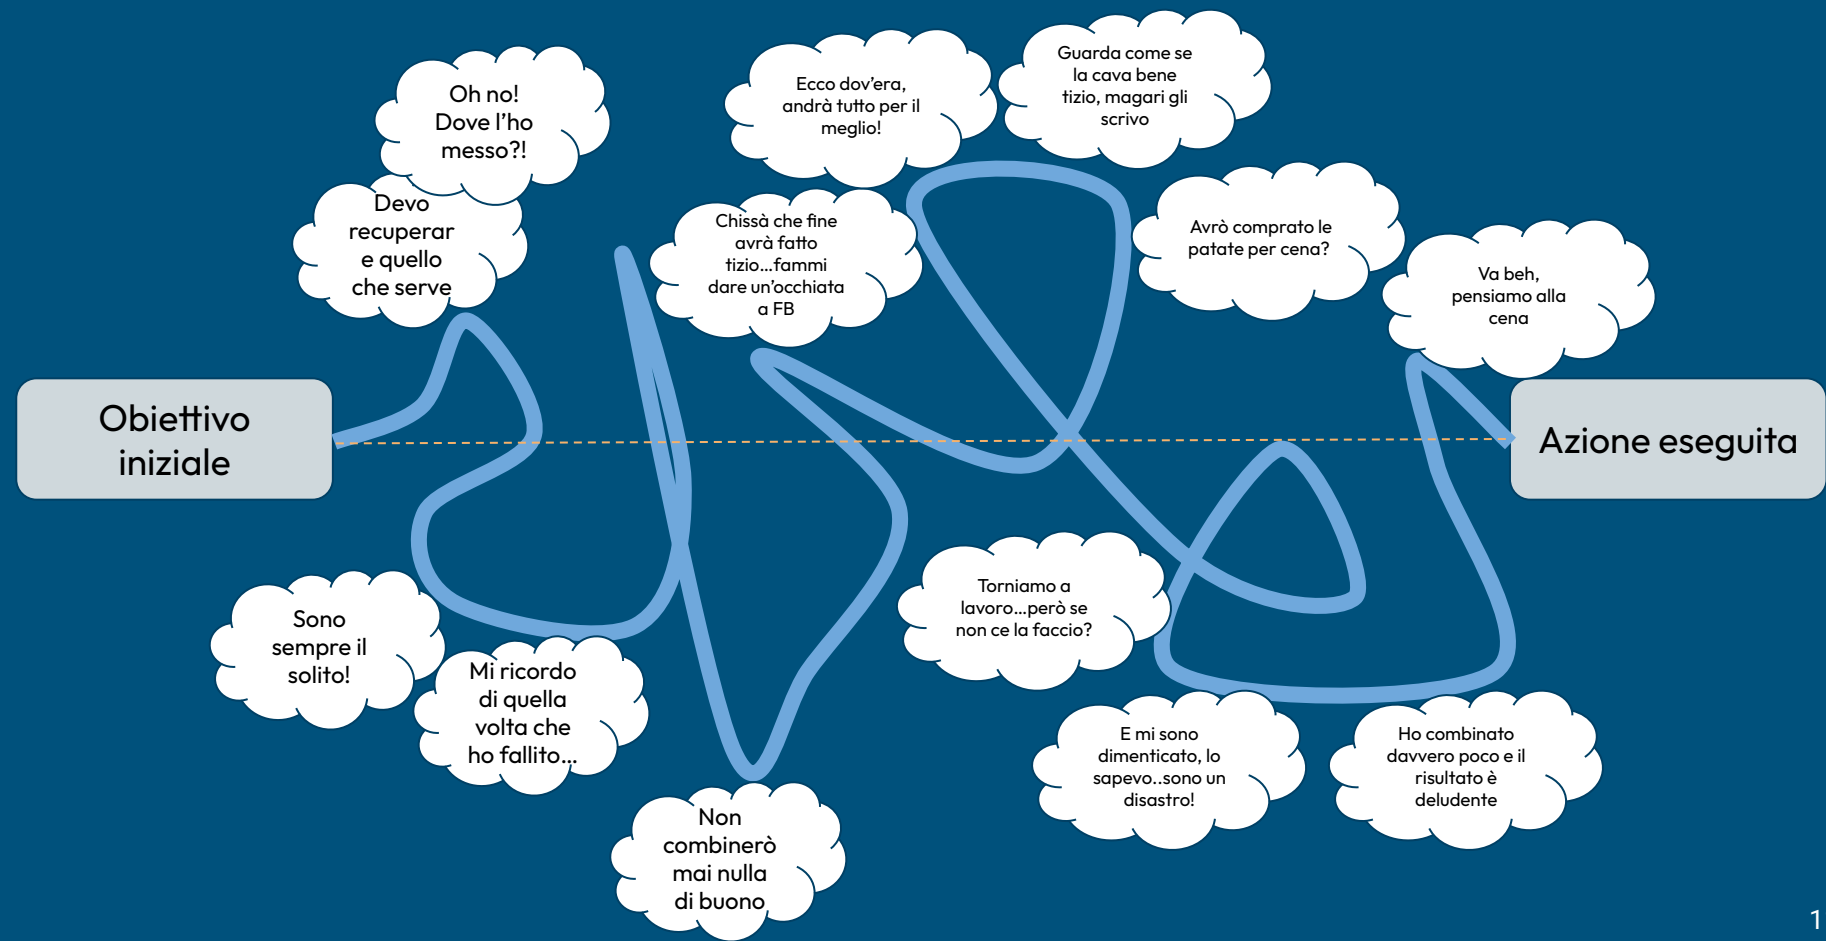 Obiettivo
iniziale
Devo
recuperar
e quello
che serve
Oh no!
Dove l'ho
messo?!
Sono
sempre il
solito!
Mi ricordo
di quella
volta che
ho fallito...
Non
combinerò
mai nulla
di buono
Chissà che fine
avrà fatto
tizio...fammi
dare un'occhiata
a FB
Ecco dov'era,
andrà tutto per il
meglio!
Guarda come se
la cava bene
tizio, magari gli
scrivo
Avrò comprato le
patate per cena?
Torniamo a
lavoro...però se
non ce la faccio?
E mi sono
dimenticato, lo
sapevo..sono un
disastro!
Ho combinato
davvero poco e il
risultato è
deludente
Va beh,
pensiamo alla
cena
Azione eseguita
1